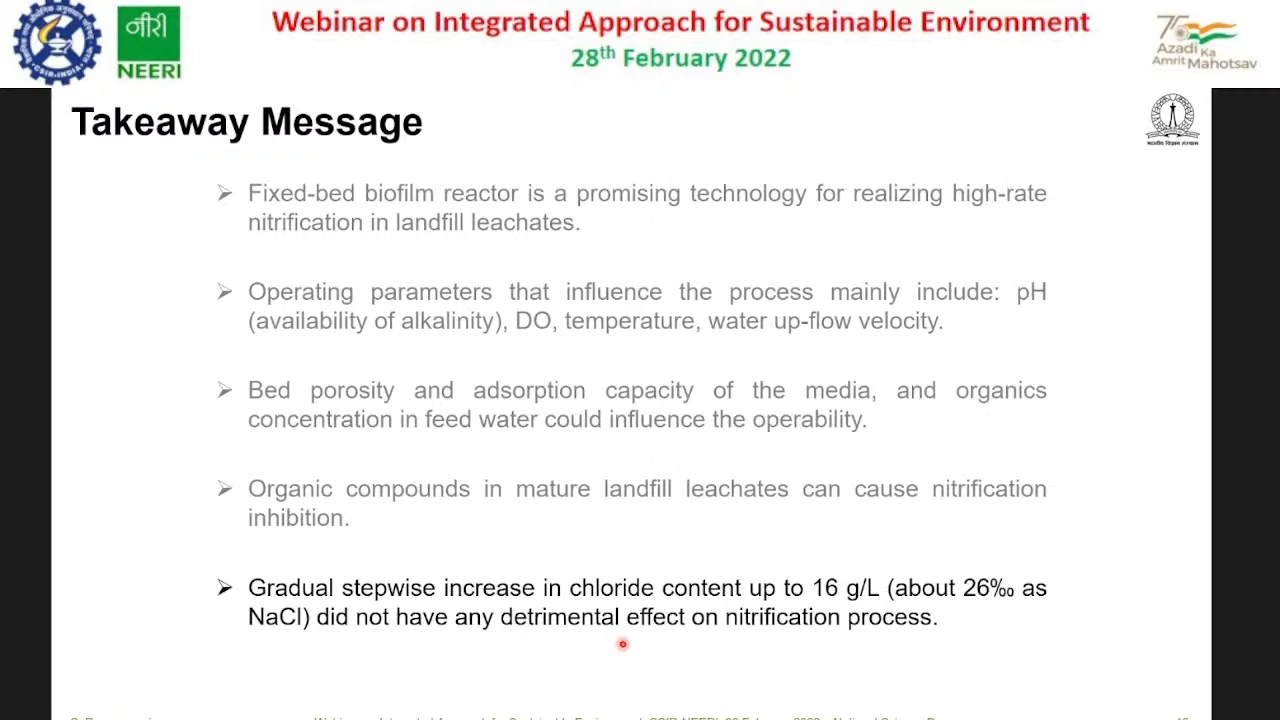 Webinar on Integrated Approach for Sustainable Environment
28th February 2022
CSIR-INDIA
नीरी
NEERI
75
Azadi Ka
Amrit Mahotsav
Takeaway Message
➢ Fixed-bed biofilm reactor is a promising technology for realizing high-rate
nitrification in landfill leachates.
➢ Operating parameters that influence the process mainly include: pH
(availability of alkalinity), DO, temperature, water up-flow velocity.
➢ Bed porosity and adsorption capacity of the media, and organics
concentration in feed water could influence the operability.
➢ Organic compounds in mature landfill leachates can cause nitrification
inhibition.
➢ Gradual stepwise increase in chloride content up to 16 g/L (about 26‰ as
NaCl) did not have any detrimental effect on nitrification process.